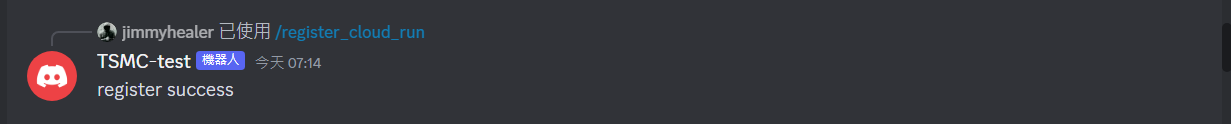 jimmyhealer 已使用 /register_cloud_run
TSMC-test 機器人 今天 07:14
register success